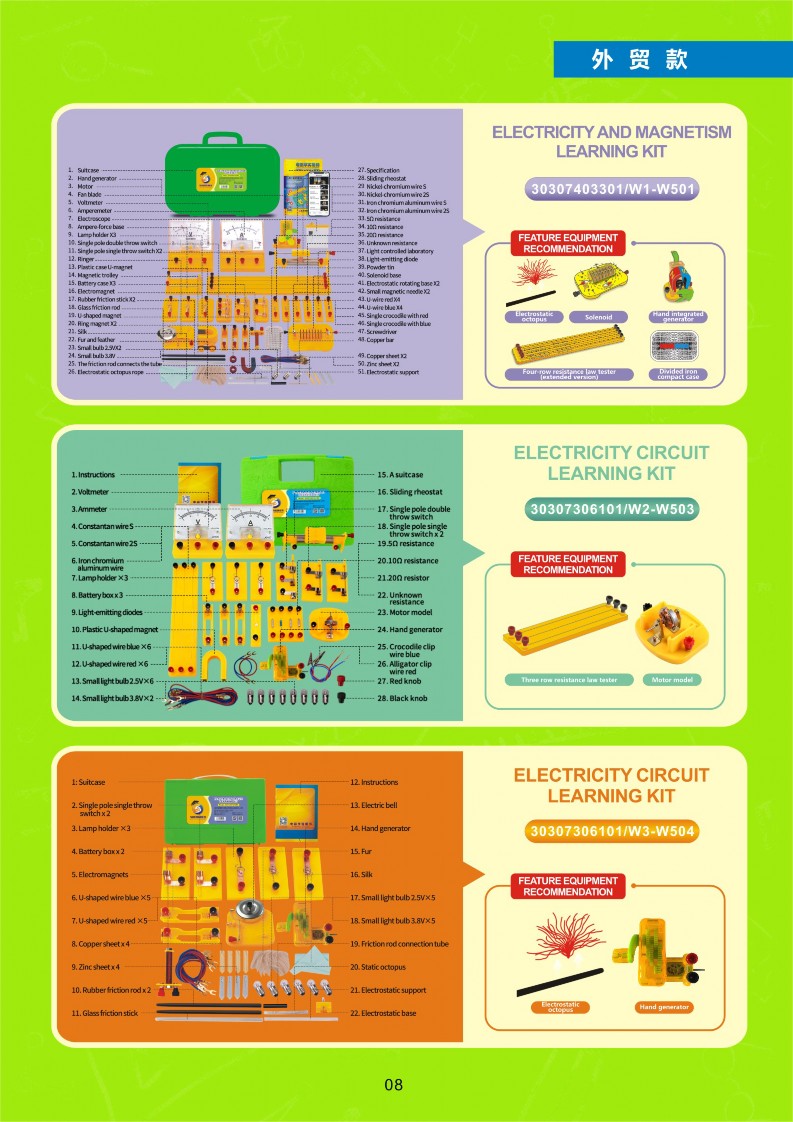 外贸款
ELECTRICITY AND MAGNETISM
LEARNING KIT
30307403301/W1-W501
FEATURE EQUIPMENT
RECOMMENDATION
Electrostatic
octopus
Solenoid
Hand integrated
generator
Four-row resistance law tester
(extended version)
Divided iron
compact case
1. Suitcase
2. Hand generator
3. Motor
4. Fan blade
5. Voltmeter
6. Amperemeter
7. Electroscope
8. Ampere-force base
9. Lamp holder X3
10. Single pole double throw switch
11. Single pole single throw switch X2
12. Ringer
13. Plastic case U-magnet
14. Magnetic trolley
15. Battery case X3
16. Electromagnet
17. Rubber friction stick X2
18. Glass friction rod
19. U-shaped magnet
20. Ring magnet X2
21. Silk
22. Fur and feather
23. Small bulb 2.5VX2
24. Small bulb 3.8V
25. The friction rod connects the tube
26. Electrostatic octopus rope
27. Specification
28. Sliding rheostat
29. Nickel-chromium wire S
30. Nickel-chromium wire 2S
31. Iron chromium aluminum wire S
32. Iron chromium aluminum wire 2S
33. 5Ω resistance
34. 10Ω resistance
35. 20Ω resistance
36. Unknown resistance
37. Light controlled laboratory
38. Light-emitting diode
39. Powder tin
40. Solenoid base
41. Electrostatic rotating base X2
42. Small magnetic needle X2
43. U-wire red X4
44. U-wire blue X4
45. Single crocodile with red
46. Single crocodile with blue
47. Screwdriver
48. Copper bar
49. Copper sheet X2
50. Zinc sheet X2
51. Electrostatic support
ELECTRICITY CIRCUIT
LEARNING KIT
30307306101/W2-W503
FEATURE EQUIPMENT
RECOMMENDATION
Three row resistance law tester
Motor model
1. Instructions
2. Voltmeter
3. Ammeter
4. Constantan wire S
5. Constantan wire 2S
6. Iron chromium
aluminum wire
7. Lamp holder ×3
8. Battery box x 3
9. Light-emitting diodes
10. Plastic U-shaped magnet
11. U-shaped wire blue ×6
12. U-shaped wire red ×6
13. Small light bulb 2.5V×6
14. Small light bulb 3.8V×2
15. A suitcase
16. Sliding rheostat
17. Single pole double
throw switch
18. Single pole single
throw switch x 2
19. 5Ω resistance
20. 10Ω resistance
21. 20Ω resistor
22. Unknown
resistance
23. Motor model
24. Hand generator
25. Crocodile clip
wire blue
26. Alligator clip
wire red
27. Red knob
28. Black knob
ELECTRICITY CIRCUIT
LEARNING KIT
30307306101/W3-W504
FEATURE EQUIPMENT
RECOMMENDATION
Electrostatic
octopus
Hand generator
1: Suitcase
2. Single pole single throw
switch x 2
3. Lamp holder ×3
4. Battery box x 2
5. Electromagnets
6. U-shaped wire blue ×5
7. U-shaped wire red ×5
8. Copper sheet x 4
9. Zinc sheet x 4
10. Rubber friction rod x 2
11. Glass friction stick
12. Instructions
13. Electric bell
14. Hand generator
15. Fur
16. Silk
17. Small light bulb 2.5V×5
18. Small light bulb 3.8V×5
19. Friction rod connection tube
20. Static octopus
21. Electrostatic support
22. Electrostatic base
08